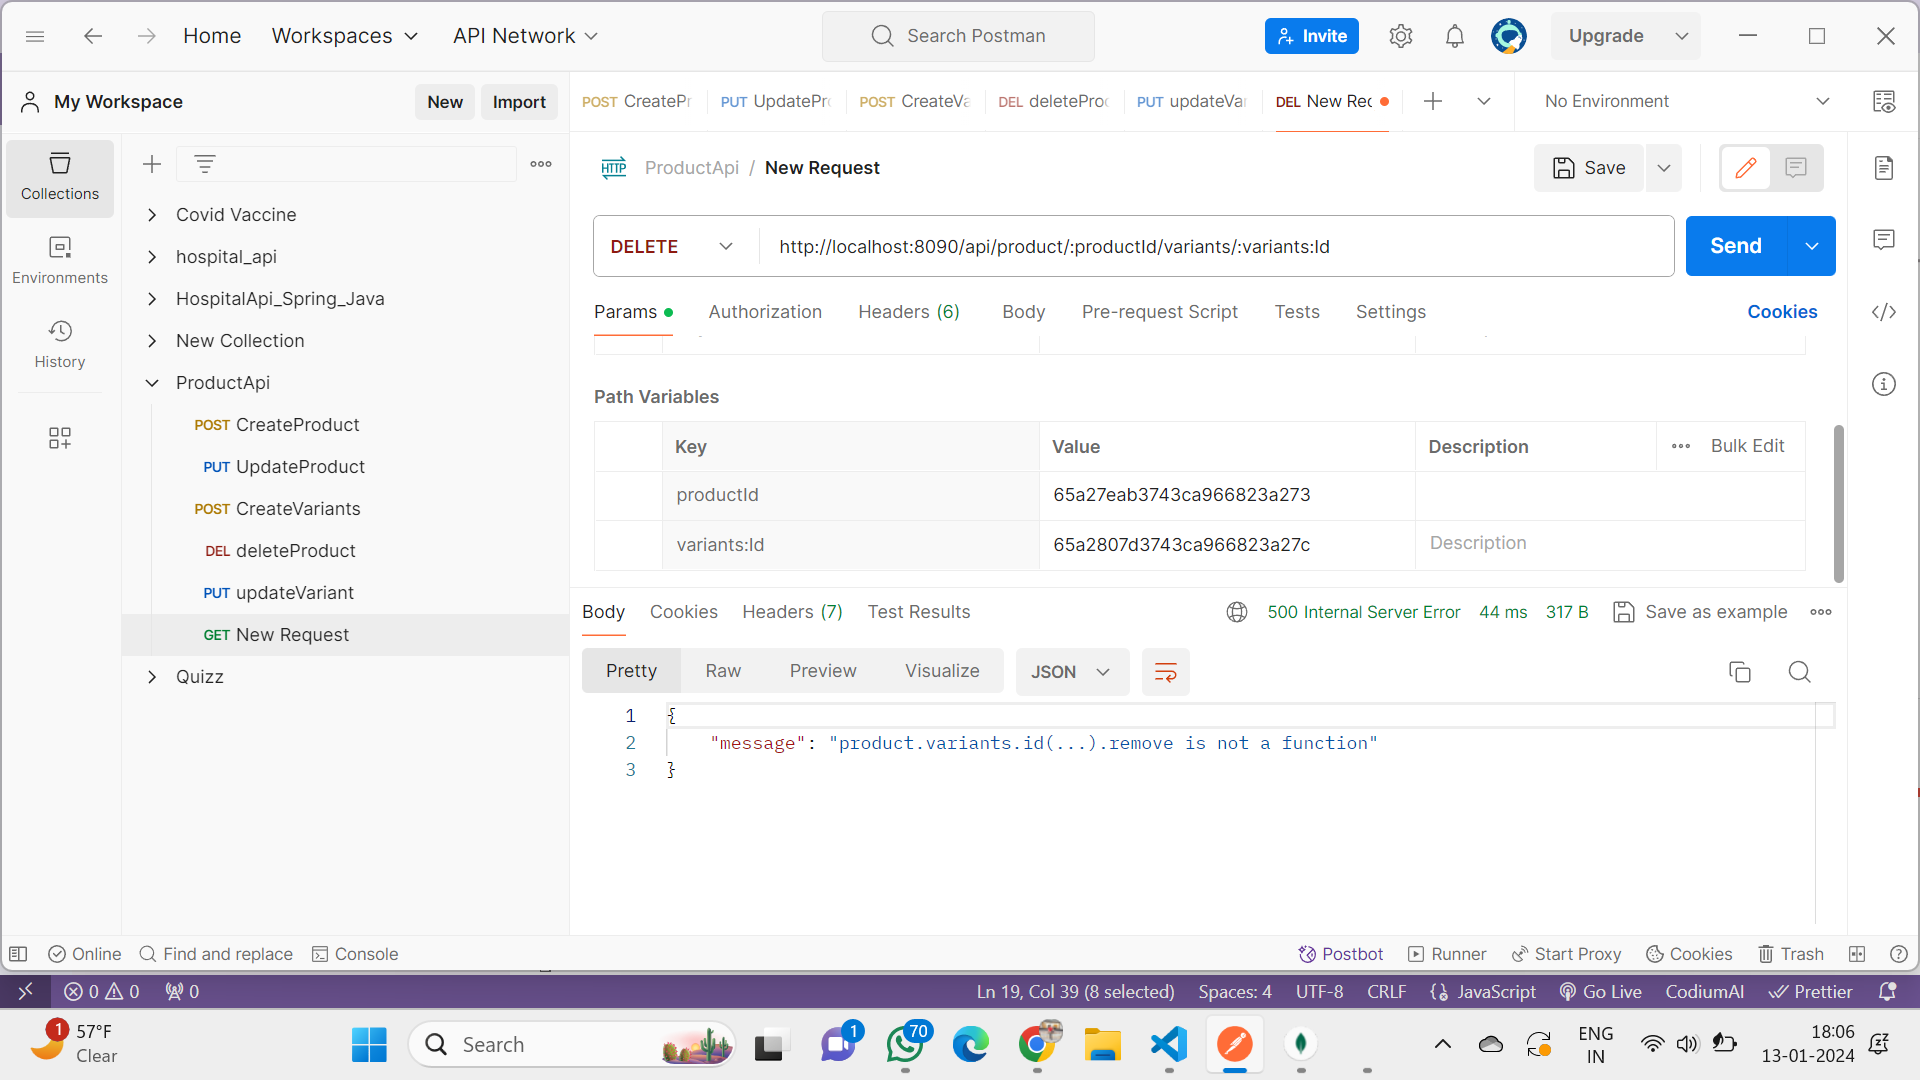 Home
Workspaces
API Network
Search Postman
Invite
Upgrade
My Workspace
New
Import
POST CreatePr
PUT UpdatePro
POST CreateVa
DEL deleteProd
PUT updateVar
DEL New Rec
No Environment
Collections
Environments
History
Covid Vaccine
hospital_api
HospitalApi_Spring_Java
New Collection
ProductApi
POST CreateProduct
PUT UpdateProduct
POST CreateVariants
DEL deleteProduct
PUT updateVariant
GET New Request
Quizz
HTTP ProductApi / New Request
Save
DELETE
http://localhost:8090/api/product/:productId/variants/:variants:Id
Send
Params
Authorization
Headers (6)
Body
Pre-request Script
Tests
Settings
Cookies
Path Variables
Key
Value
Description
Bulk Edit
productId
65a27eab3743ca966823a273
variants:Id
65a2807d3743ca966823a27c
Description
Body
Cookies
Headers (7)
Test Results
500 Internal Server Error
44 ms
317 B
Save as example
Pretty
Raw
Preview
Visualize
JSON
1 {
2 "message": "product.variants.id(...).remove is not a function"
3 }
Online
Find and replace
Console
Postbot
Runner
Start Proxy
Cookies
Trash
0 0
0
Ln 19, Col 39 (8 selected)
Spaces: 4
UTF-8
CRLF
JavaScript
Go Live
CodiumAI
Prettier
1
57°F
Clear
Search
1
70
ENG
IN
18:06
13-01-2024